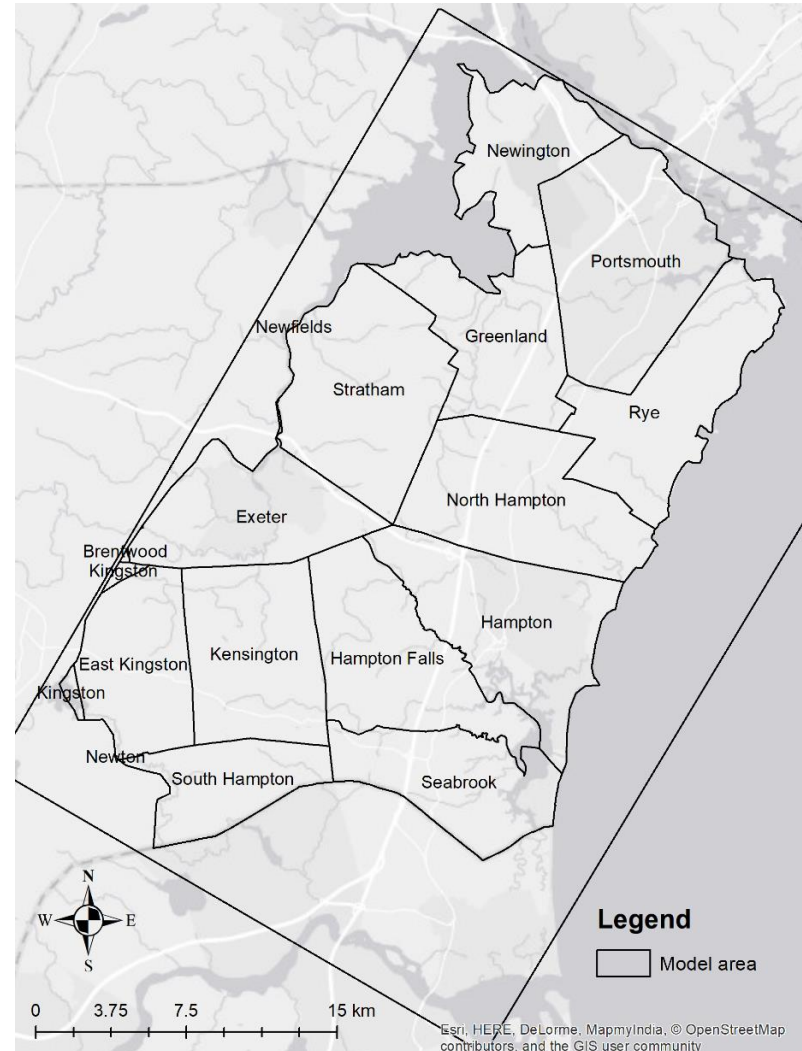 Newington
Portsmouth
Newfields
Greenland
Stratham
Rye
North Hampton
Exeter
Brentwood
Kingston
Hampton
East Kingston
Kensington
Hampton Falls
Kingston
Newton
South Hampton
Seabrook
N
W E
S
Legend
Model area
0 3.75 7.5 15 km
Esri, HERE, DeLorme, MapmyIndia, © OpenStreetMap
contributors, and the GIS user community